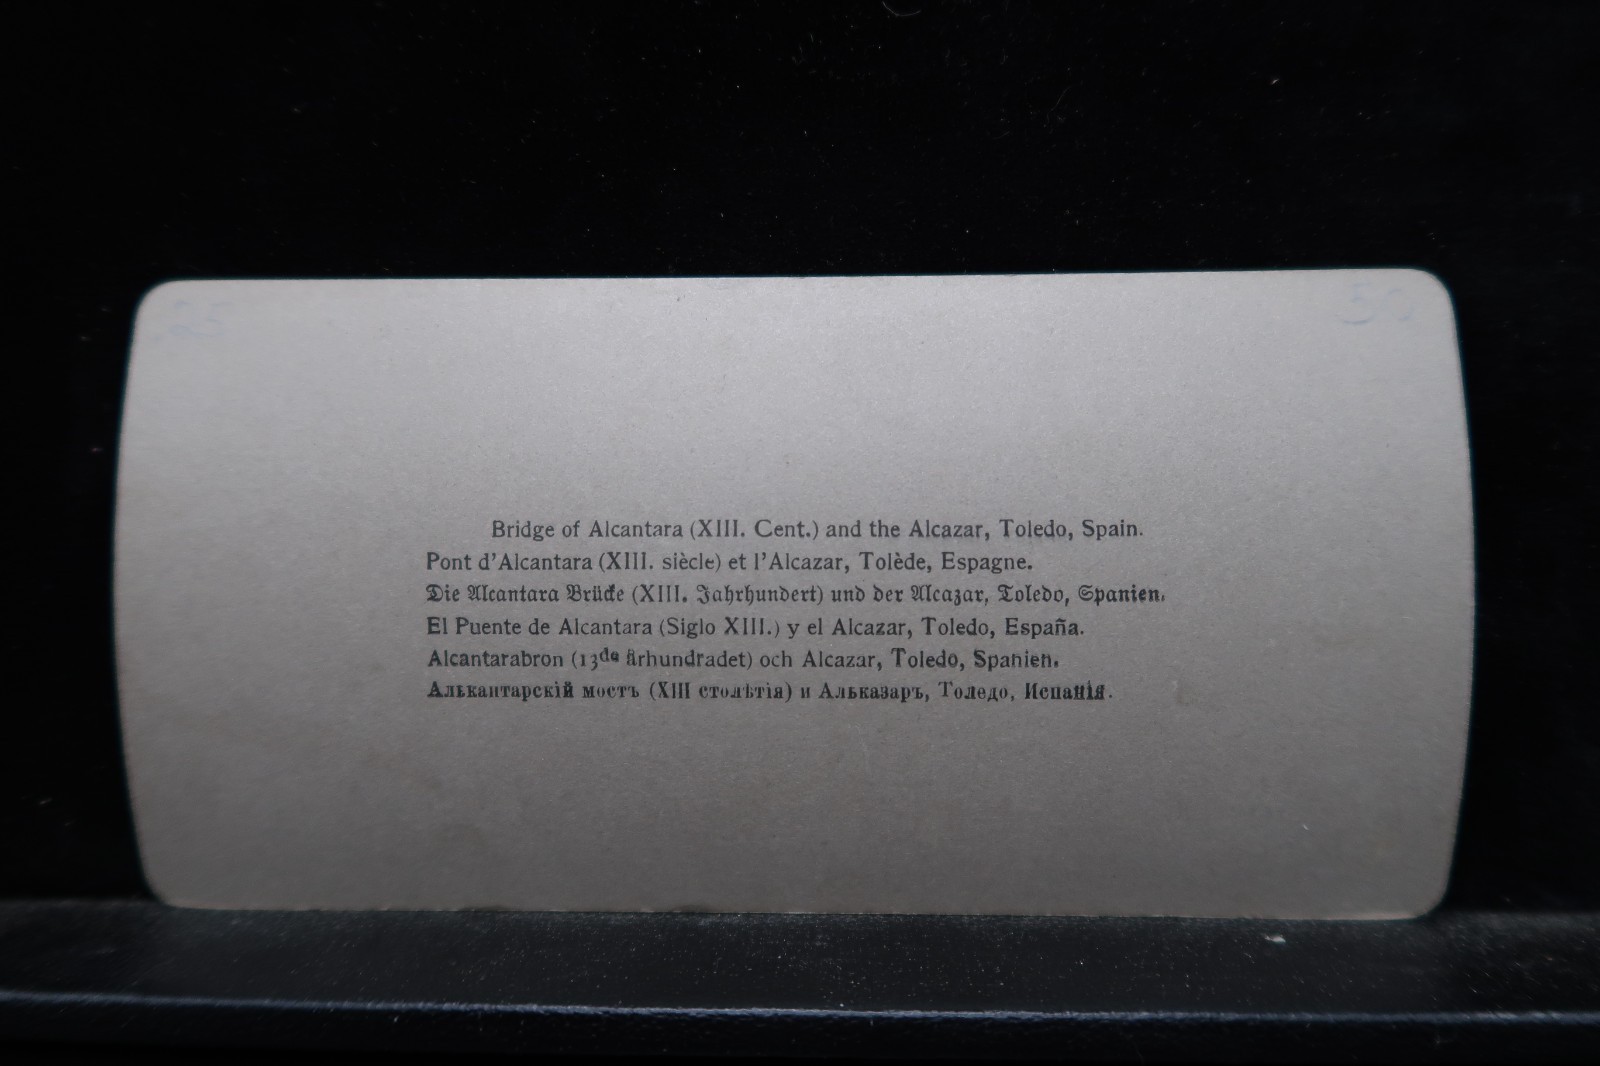 25 50
Bridge of Alcantara (XIII. Cent.) and the Alcazar, Toledo, Spain.
Pont d'Alcantara (XIII. siècle) et l'Alcazar, Tolède, Espagne.
Die Alcantara Brücke (XIII. Jahrhundert) und der Alcazar, Toledo, Spanien.
El Puente de Alcantara (Siglo XIII.) y el Alcazar, Toledo, España.
Alcantarabron (13de århundradet) och Alcazar, Toledo, Spanien.
Алькантарскій мостъ (XIII столѣтія) и Альказаръ, Толедо, Испанія.